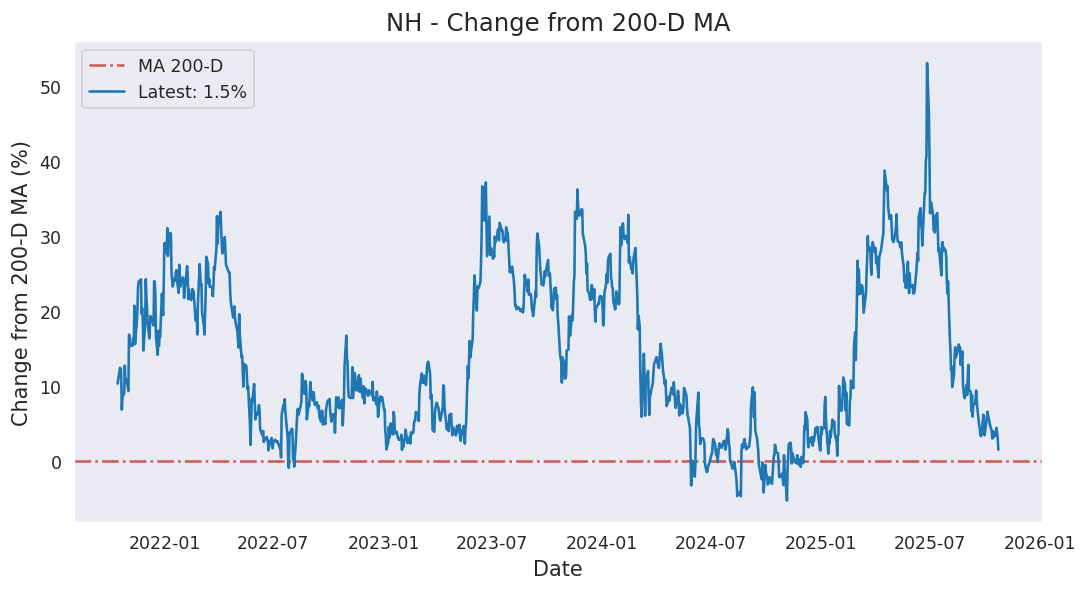 NH - Change from 200-D MA
MA 200-D
Latest: 1.5%
Change from 200-D MA (%)
50
40
30
20
10
0
2022-01 2022-07 2023-01 2023-07 2024-01 2024-07 2025-01 2025-07 2026-01
Date